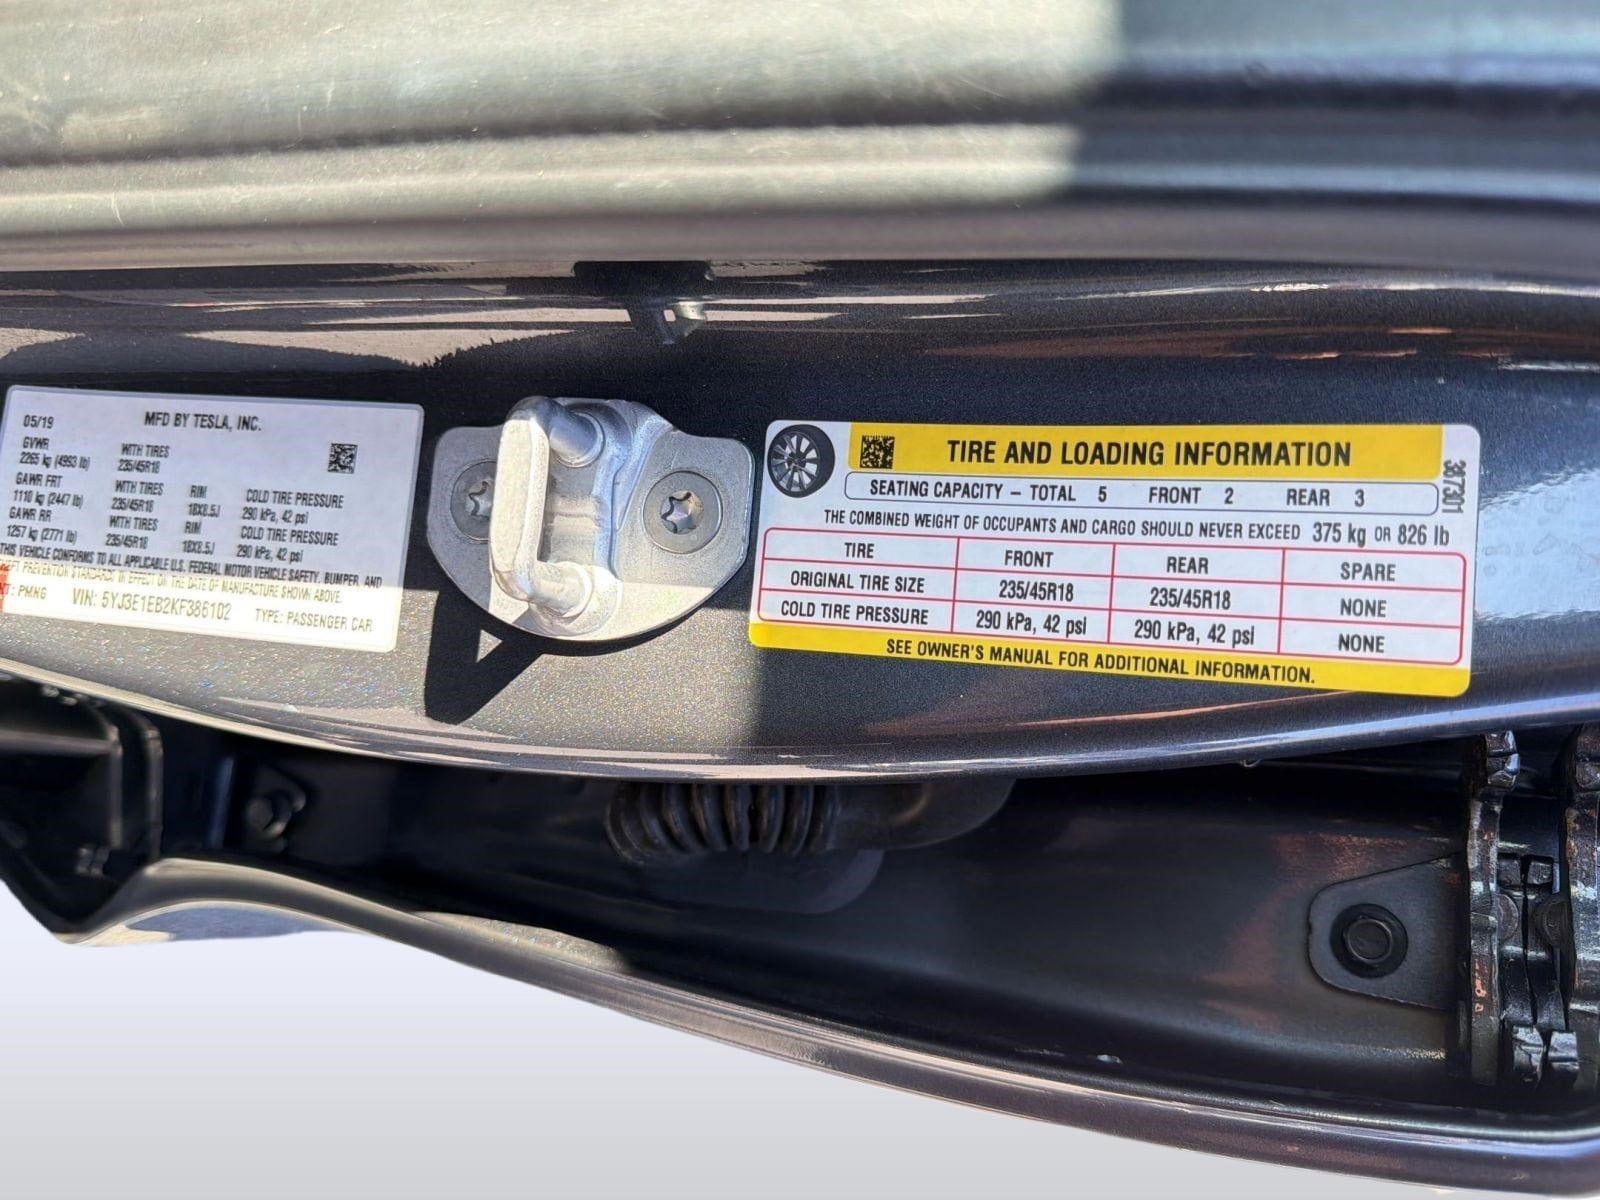 05/19 MFD BY TESLA, INC.
GVWR WITH TIRES
2265 kg (4993 lb) 235/45R18
GAWR FRT WITH TIRES RIM COLD TIRE PRESSURE
1110 kg (2447 lb) 235/45R18 18X8.5J 290 kPa, 42 psi
GAWR RR WITH TIRES RIM COLD TIRE PRESSURE
1257 kg (2771 lb) 235/45R18 18X8.5J 290 kPa, 42 psi
THIS VEHICLE CONFORMS TO ALL APPLICABLE U.S. FEDERAL MOTOR VEHICLE SAFETY, BUMPER, AND
THEFT PREVENTION STANDARDS IN EFFECT ON THE DATE OF MANUFACTURE SHOWN ABOVE.
PMNG VIN: 5YJ3E1EB2KF386102 TYPE: PASSENGER CAR
TIRE AND LOADING INFORMATION
SEATING CAPACITY – TOTAL 5 FRONT 2 REAR 3
THE COMBINED WEIGHT OF OCCUPANTS AND CARGO SHOULD NEVER EXCEED 375 kg OR 826 lb
TIRE FRONT REAR SPARE
ORIGINAL TIRE SIZE 235/45R18 235/45R18 NONE
COLD TIRE PRESSURE 290 kPa, 42 psi 290 kPa, 42 psi NONE
SEE OWNER'S MANUAL FOR ADDITIONAL INFORMATION.